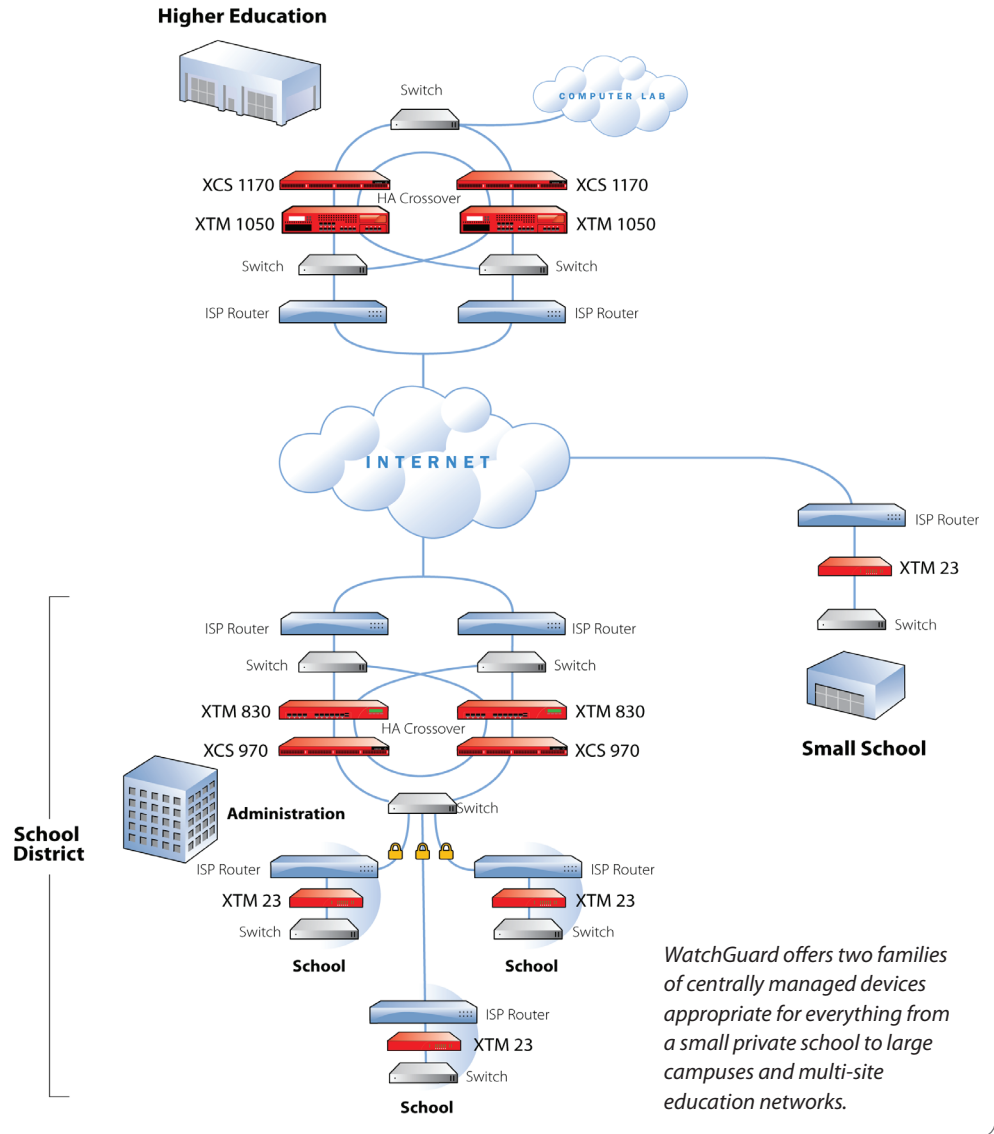 Higher Education
Switch
COMPUTER LAB
XCS 1170
XCS 1170
HA Crossover
XTM 1050
XTM 1050
Switch
Switch
ISP Router
ISP Router
INTERNET
ISP Router
XTM 23
Switch
Small School
ISP Router
ISP Router
Switch
Switch
XTM 830
XTM 830
HA Crossover
XCS 970
XCS 970
Switch
Administration
School
District
ISP Router
ISP Router
XTM 23
XTM 23
Switch
Switch
School
School
ISP Router
XTM 23
Switch
School
WatchGuard offers two families
of centrally managed devices
appropriate for everything from
a small private school to large
campuses and multi-site
education networks.